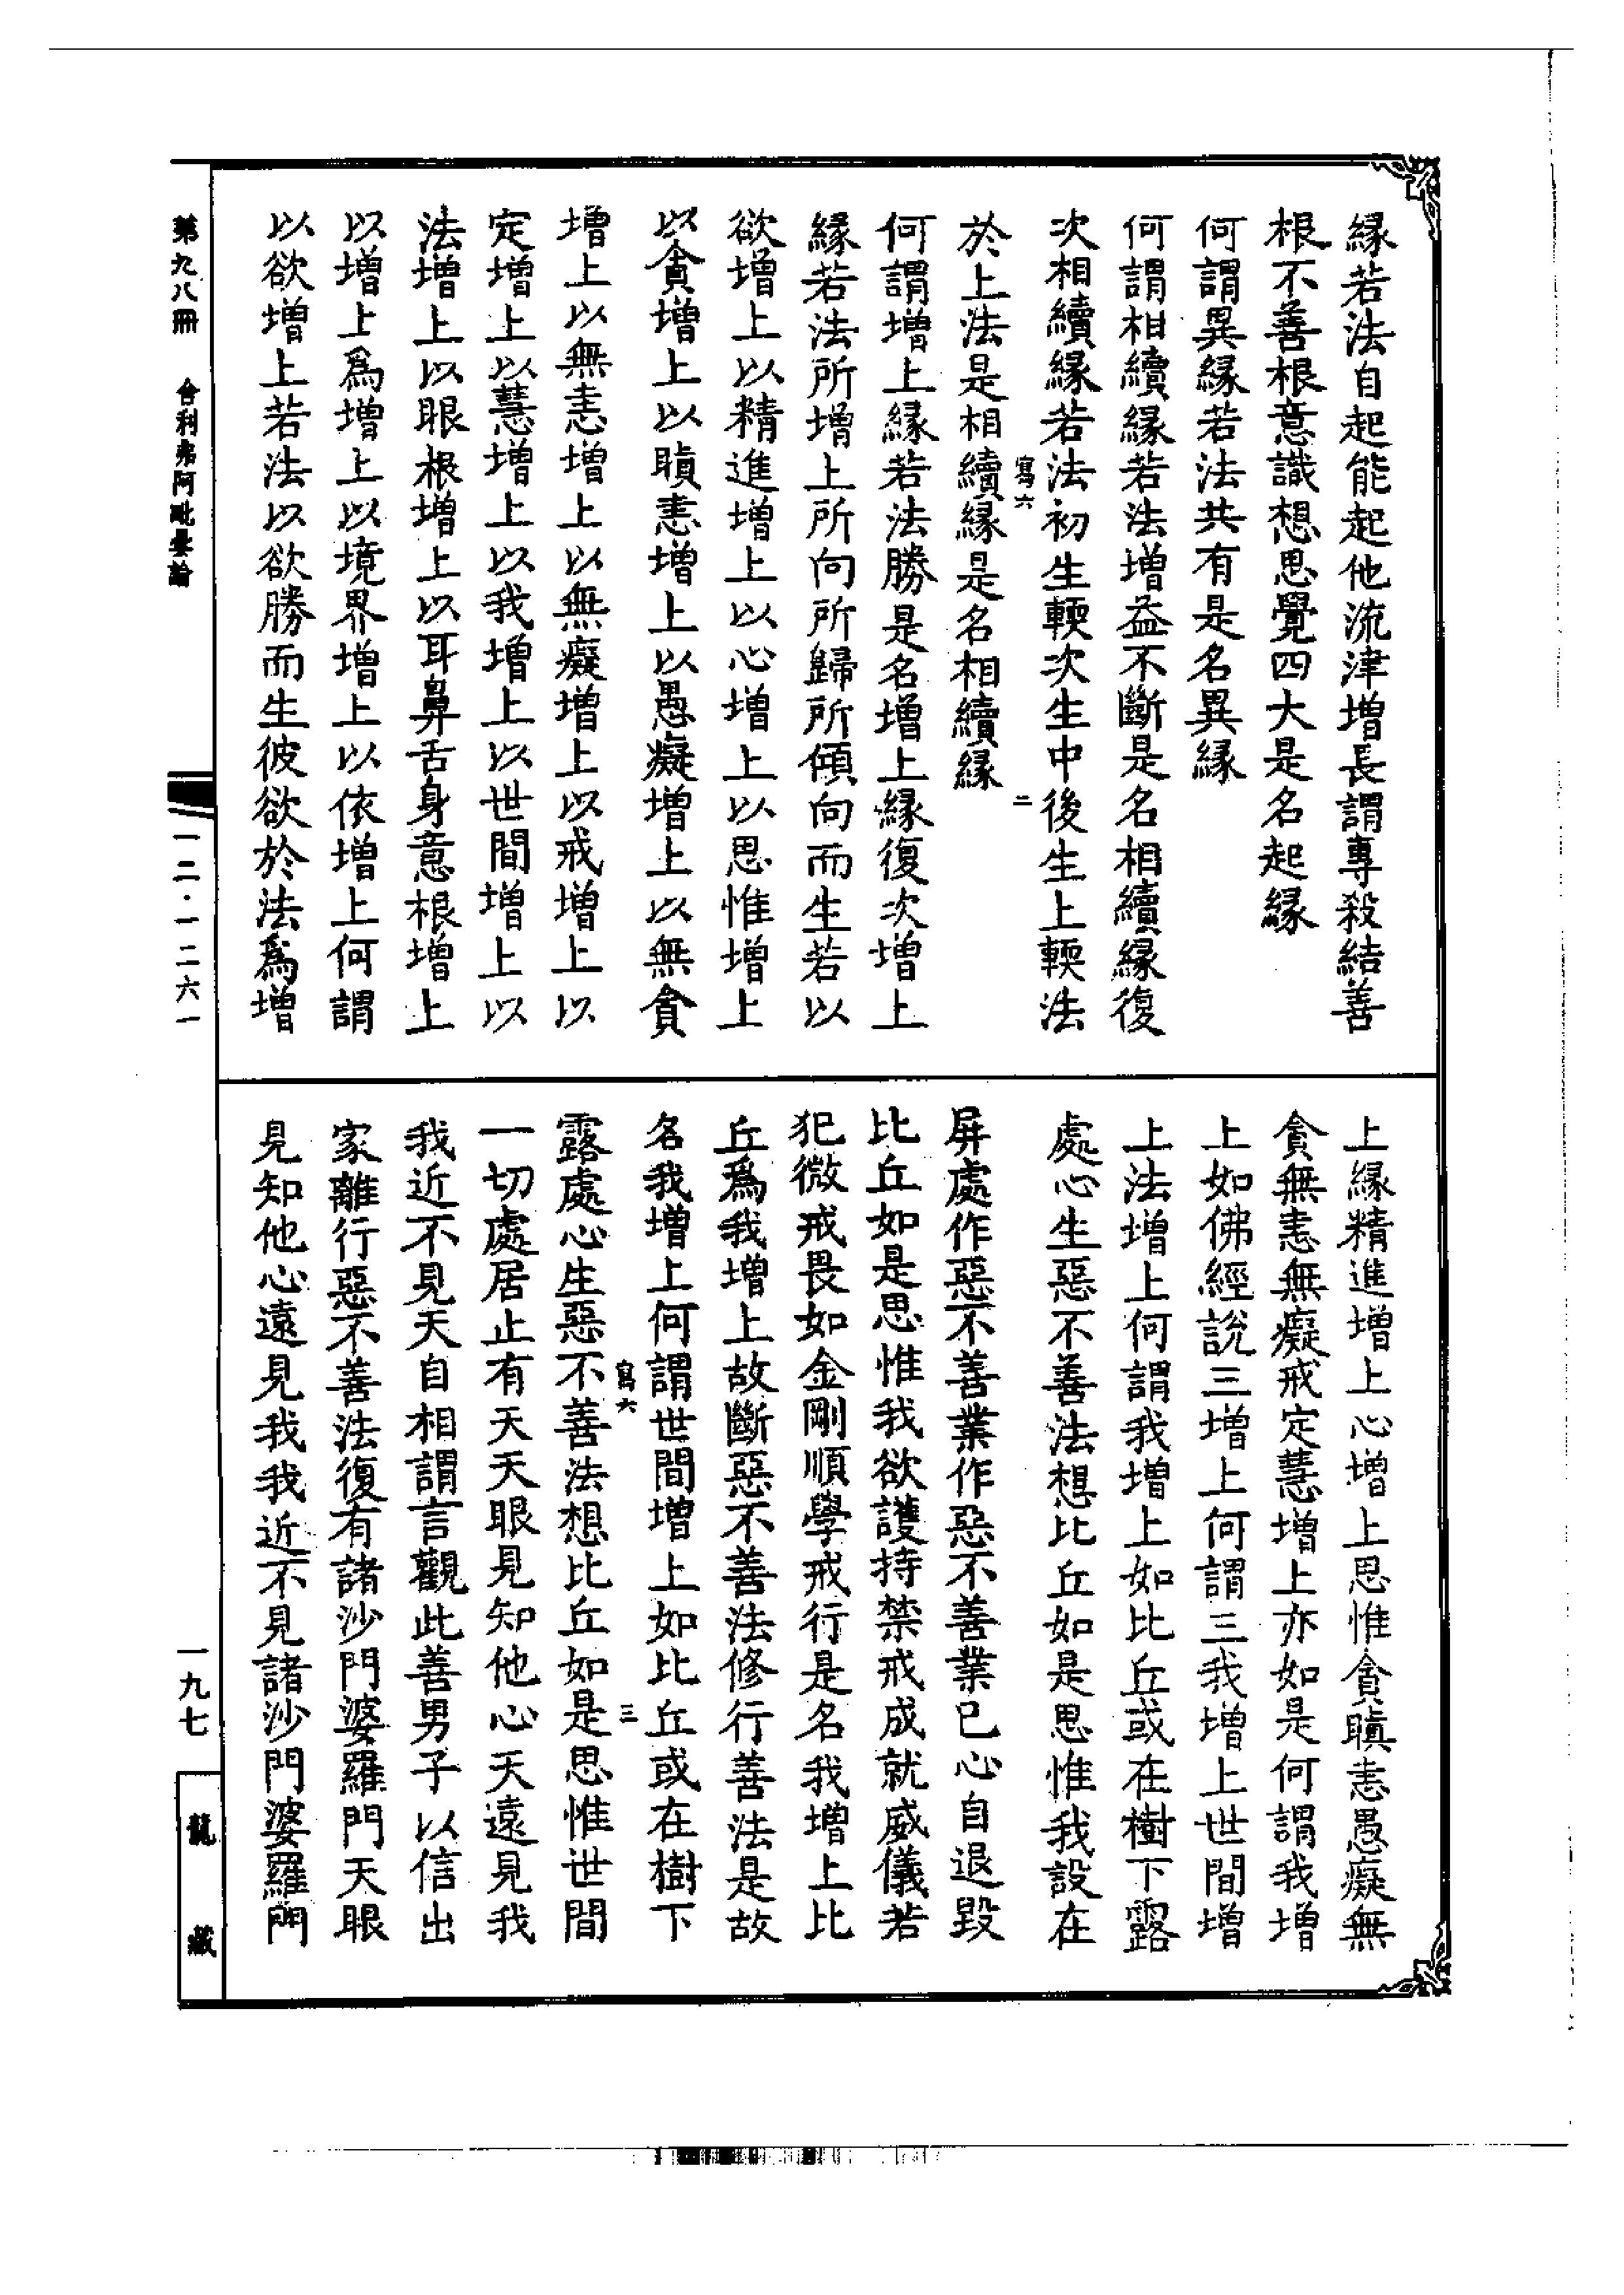 緣若法自起能起他流津增長謂專殺結善
根不善根意識想思覺四大是名起緣
何謂異緣若法共有是名異緣
何謂相續緣若法增益不斷是名相續緣復
次相續緣若法初生輭次生中後生上輭法
寫六
二
於上法是相續緣是名相續緣
何謂增上緣若法勝是名增上緣復次增上
緣若法所增上所向所歸所傾向而生若以
欲增上以精進增上以心增上以思惟增上
以貪增上以瞋恚增上以愚癡增上以無貪
增上以無恚增上以無癡增上以戒增上以
定增上以慧增上以我增上以世間增上以
法增上以眼根增上以耳鼻舌身意根增上
以增上爲增上以境界增上以依增上何謂
以欲增上若法以欲勝而生彼欲於法爲增
上緣精進增上心增上思惟貪瞋恚愚癡無
貪無恚無癡戒定慧增上亦如是何謂我增
上如佛經說三增上何謂三我增上世間增
上法增上何謂我增上如比丘或在樹下露
處心生惡不善法想比丘如是思惟我設在
屏處作惡不善業作惡不善業已心自退毀
比丘如是思惟我欲護持禁戒成就威儀若
犯微戒畏如金剛順學戒行是名我增上比
丘爲我增上故斷惡不善法修行善法是故
名我增上何謂世間增上如比丘或在樹下
寫六
三
露處心生惡不善法想比丘如是思惟世間
一切處居止有天天眼見知他心天遠見我
我近不見天自相謂言觀此善男子以信出
家離行惡不善法復有諸沙門婆羅門天眼
見知他心遠見我我近不見諸沙門婆羅門
第九八冊 舍利弗阿毗曇論
一二·一二六一
一九七
龍藏